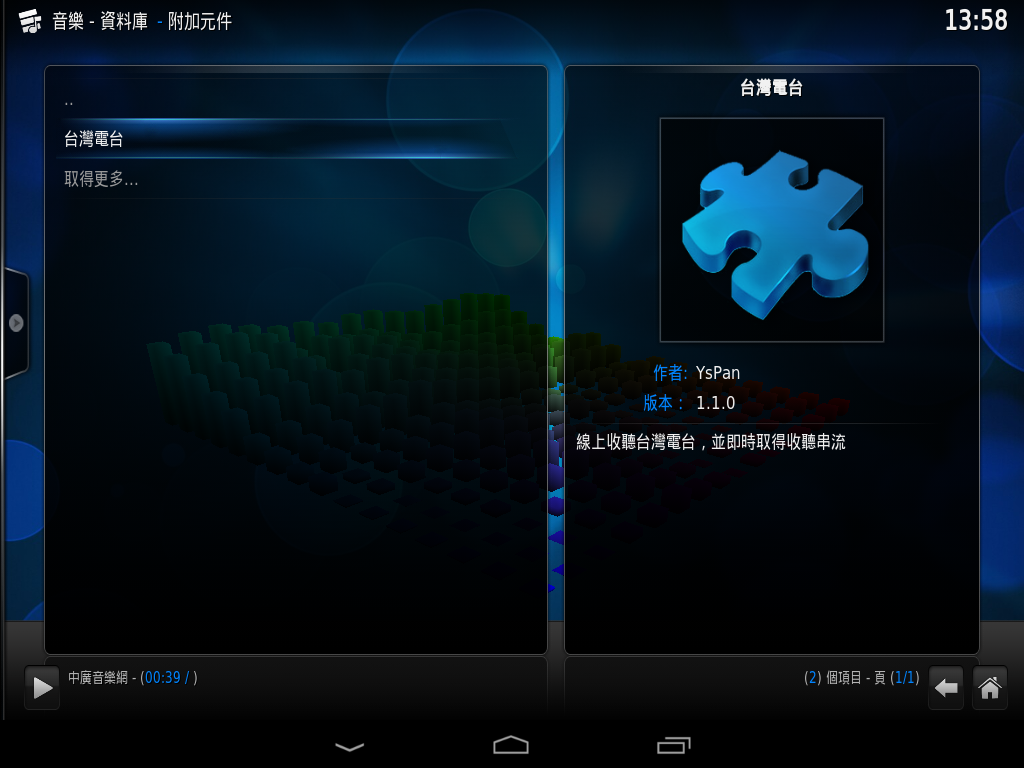 音樂 - 資料庫 - 附加元件
13:58
..
台灣電台
取得更多...
台灣電台
作者: YsPan
版本： 1.1.0
線上收聽台灣電台，並即時取得收聽串流
中廣音樂網 - (00:39 / )
(2) 個項目 - 頁 (1/1)